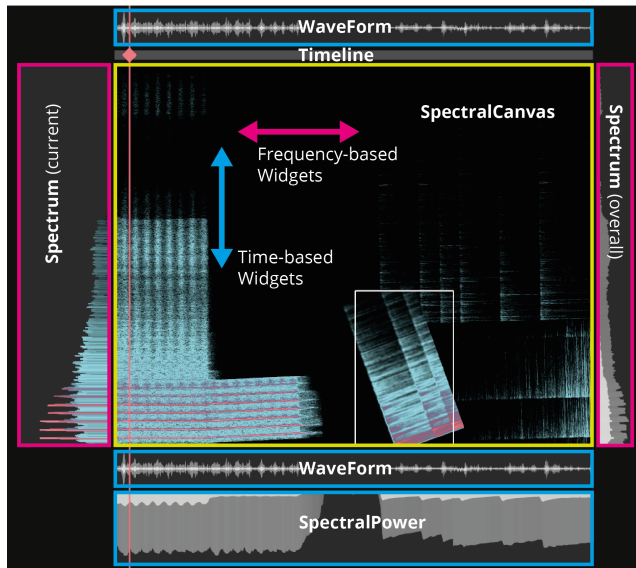 WaveForm
Timeline
SpectralCanvas
Frequency-based
Widgets
Time-based
Widgets
Spectrum (current)
Spectrum (overall)
WaveForm
SpectralPower